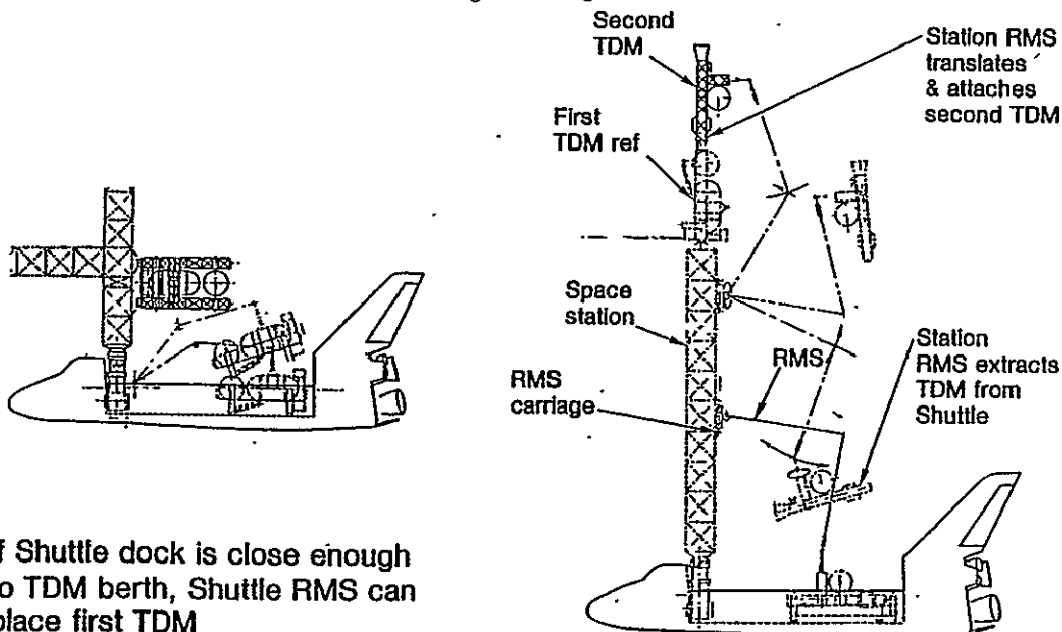 Second
TDM
Station RMS
translates
& attaches
second TDM
First
TDM ref
Space
station
RMS
carriage
RMS
Station
RMS extracts
TDM from
Shuttle
f Shuttle dock is close enough
o TDM berth, Shuttle RMS can
place first TDM